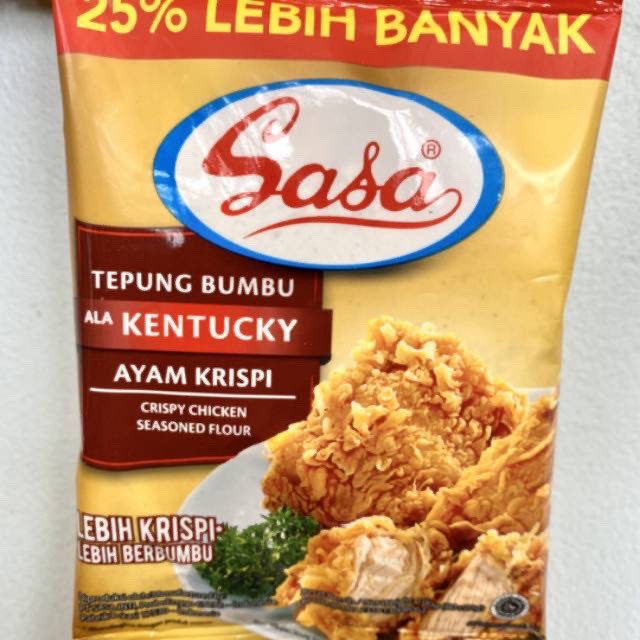 25% LEBIH BANYAK
Sasa®
TEPUNG BUMBU
ALA KENTUCKY
AYAM KRISPI
CRISPY CHICKEN
SEASONED FLOUR
LEBIH KRISPI
LEBIH BERBUMBU